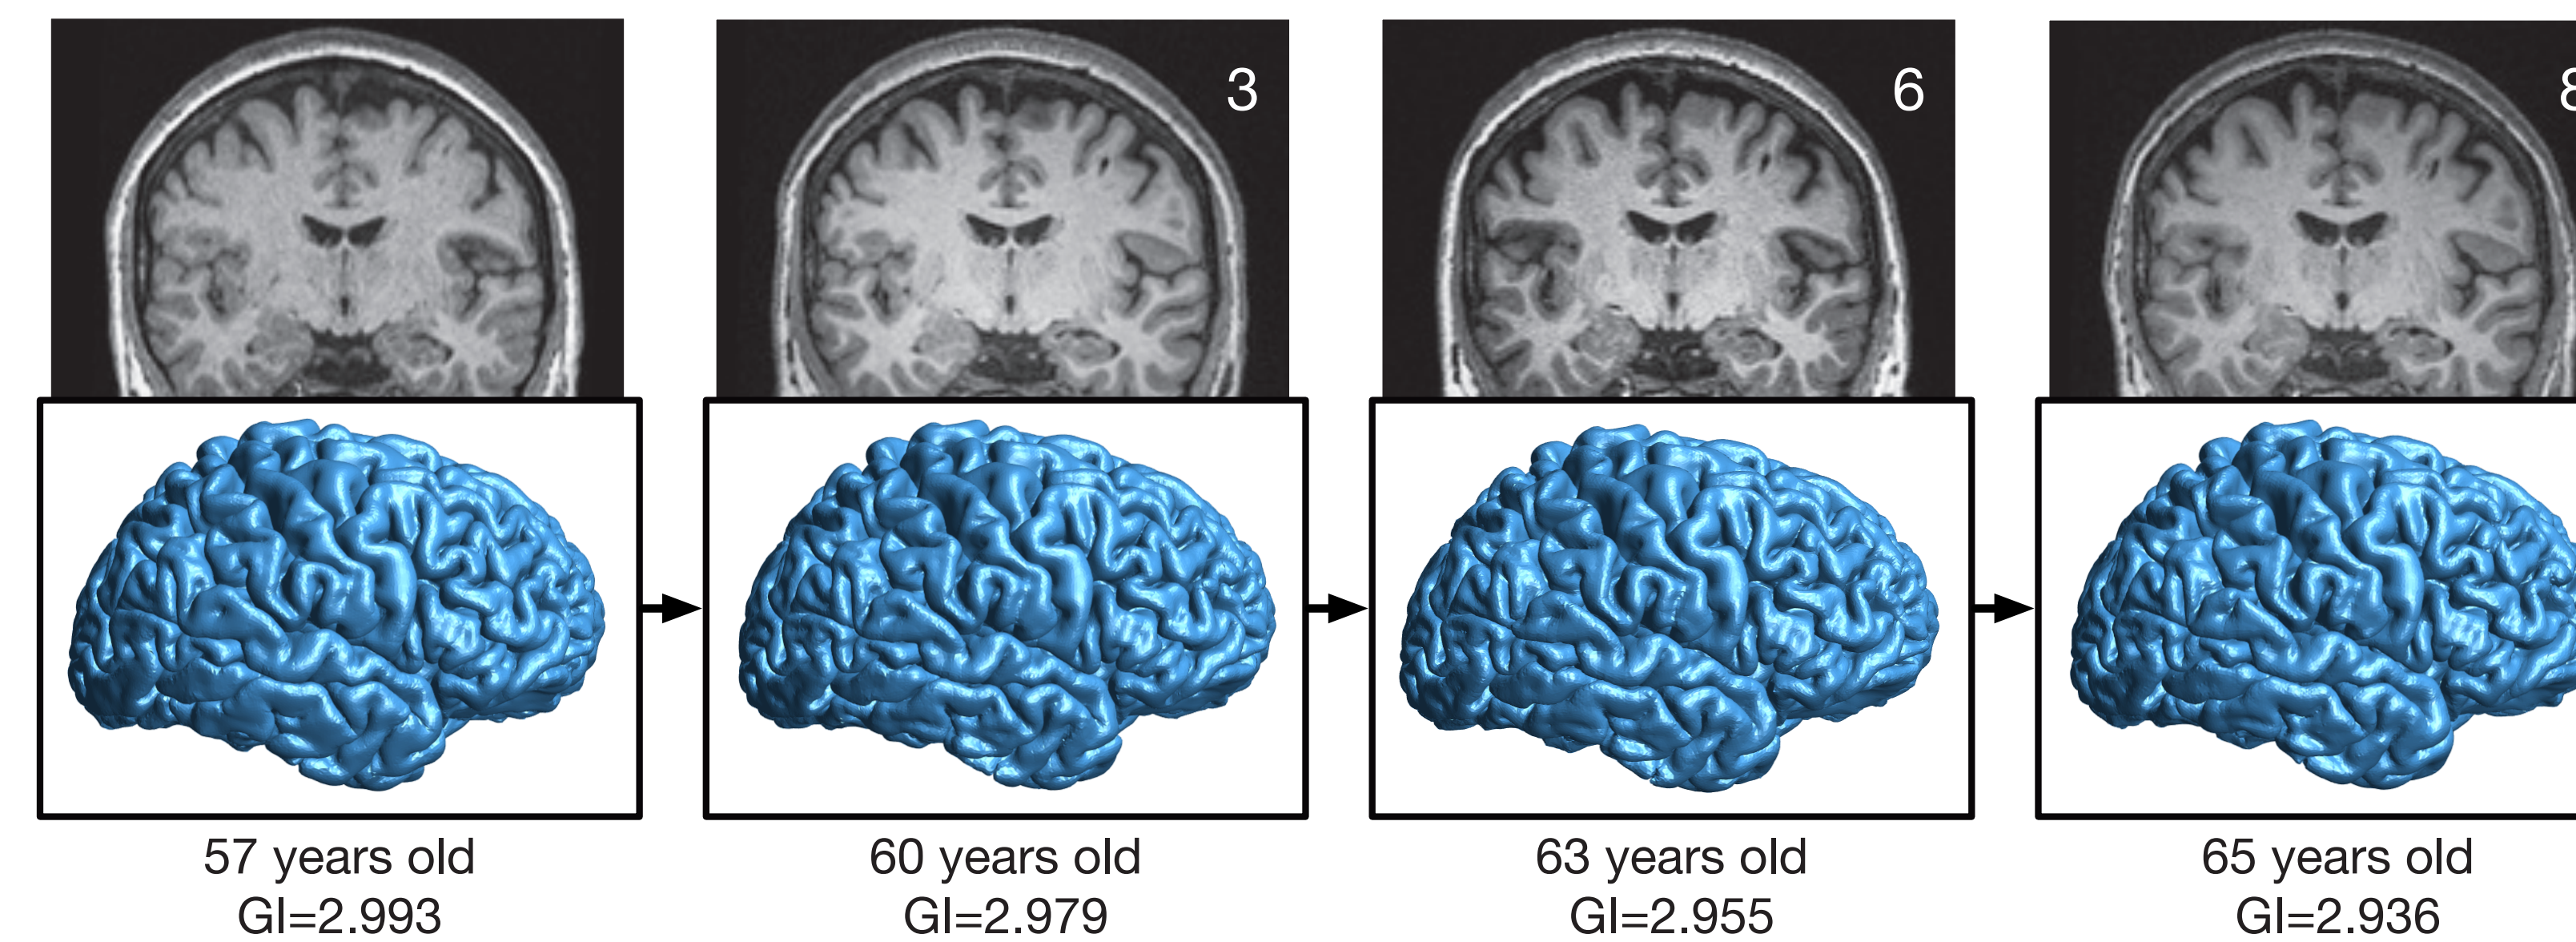 3
6
8
57 years old
GI=2.993
60 years old
GI=2.979
63 years old
GI=2.955
65 years old
GI=2.936